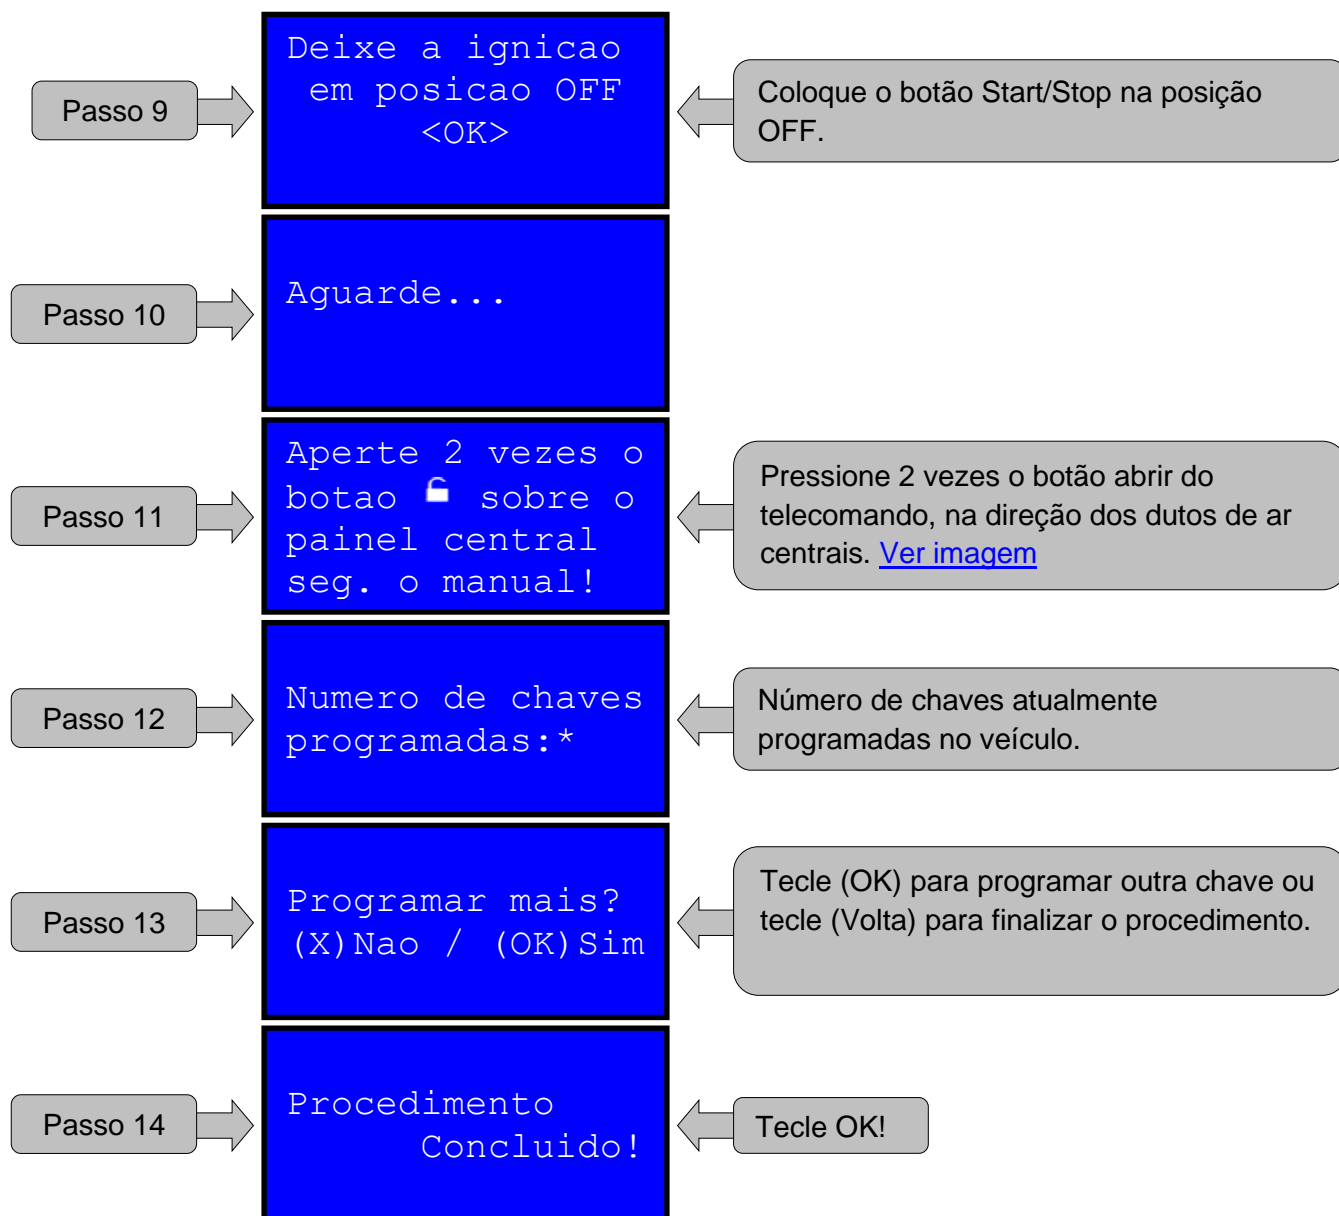 Passo 9
Deixe a ignicao
em posicao OFF
<OK>
Coloque o botão Start/Stop na posição
OFF.
Passo 10
Aguarde...
Passo 11
Aperte 2 vezes o
botao sobre o
painel central
seg. o manual!
Pressione 2 vezes o botão abrir do
telecomando, na direção dos dutos de ar
centrais. Ver imagem
Passo 12
Numero de chaves
programadas:*
Número de chaves atualmente
programadas no veículo.
Passo 13
Programar mais?
(X)Nao / (OK)Sim
Tecle (OK) para programar outra chave ou
tecle (Volta) para finalizar o procedimento.
Passo 14
Procedimento
Concluido!
Tecle OK!